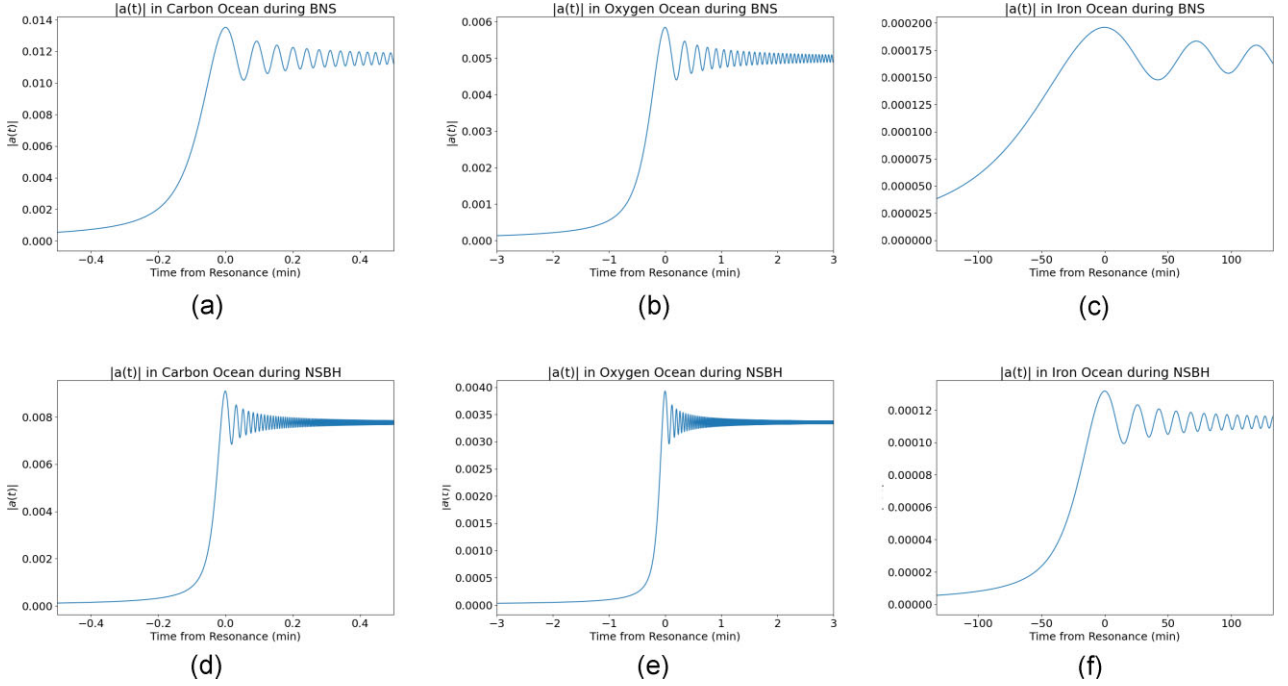 |a(t)| in Carbon Ocean during BNS
0.014
0.012
0.010
0.008
0.006
0.004
0.002
0.000
|a(t)|
−0.4 −0.2 0.0 0.2 0.4
Time from Resonance (min)
(a)
|a(t)| in Oxygen Ocean during BNS
0.006
0.005
0.004
0.003
0.002
0.001
0.000
|a(t)|
−3 −2 −1 0 1 2 3
Time from Resonance (min)
(b)
|a(t)| in Iron Ocean during BNS
0.000200
0.000175
0.000150
0.000125
0.000100
0.000075
0.000050
0.000025
0.000000
−100 −50 0 50 100
Time from Resonance (min)
(c)
|a(t)| in Carbon Ocean during NSBH
0.008
0.006
0.004
0.002
0.000
|a(t)|
−0.4 −0.2 0.0 0.2 0.4
Time from Resonance (min)
(d)
|a(t)| in Oxygen Ocean during NSBH
0.0040
0.0035
0.0030
0.0025
0.0020
0.0015
0.0010
0.0005
0.0000
|a(t)|
−3 −2 −1 0 1 2 3
Time from Resonance (min)
(e)
|a(t)| in Iron Ocean during NSBH
0.00012
0.00010
0.00008
0.00006
0.00004
0.00002
0.00000
−100 −50 0 50 100
Time from Resonance (min)
(f)